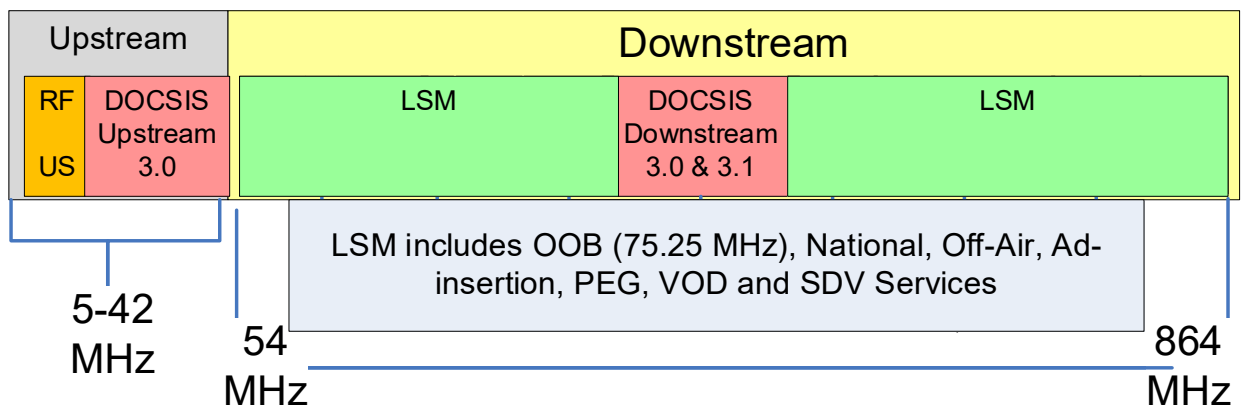 Upstream
Downstream
RF
US
DOCSIS
Upstream
3.0
LSM
DOCSIS
Downstream
3.0 & 3.1
LSM
LSM includes OOB (75.25 MHz), National, Off-Air, Ad-
insertion, PEG, VOD and SDV Services
5-42
MHz
54
MHz
864
MHz